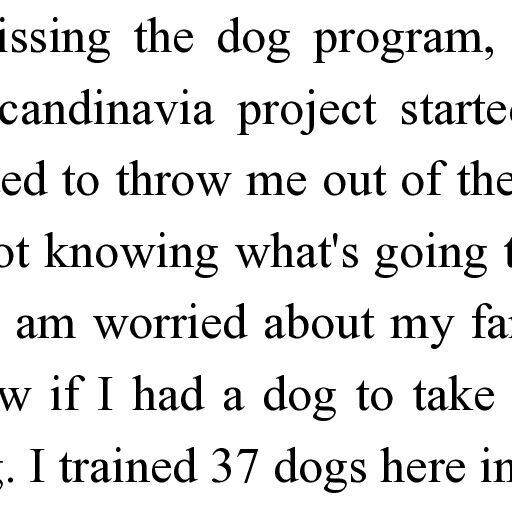 issing the dog program,
candinavia project starte
ed to throw me out of the
ot knowing what's going t
am worried about my fa
w if I had a dog to take
g. I trained 37 dogs here in